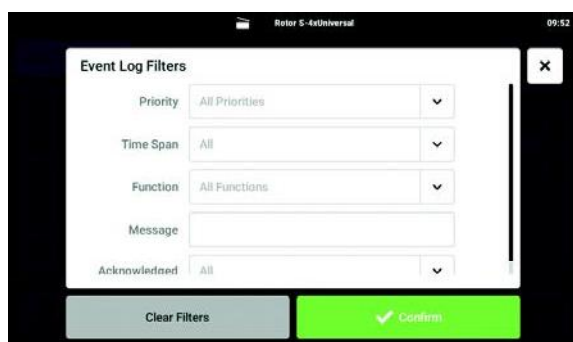 Rotor S-4xUniversal 09:52
Event Log Filters
Priority All Priorities
Time Span All
Function All Functions
Message
Acknowledged All
Clear Filters Confirm